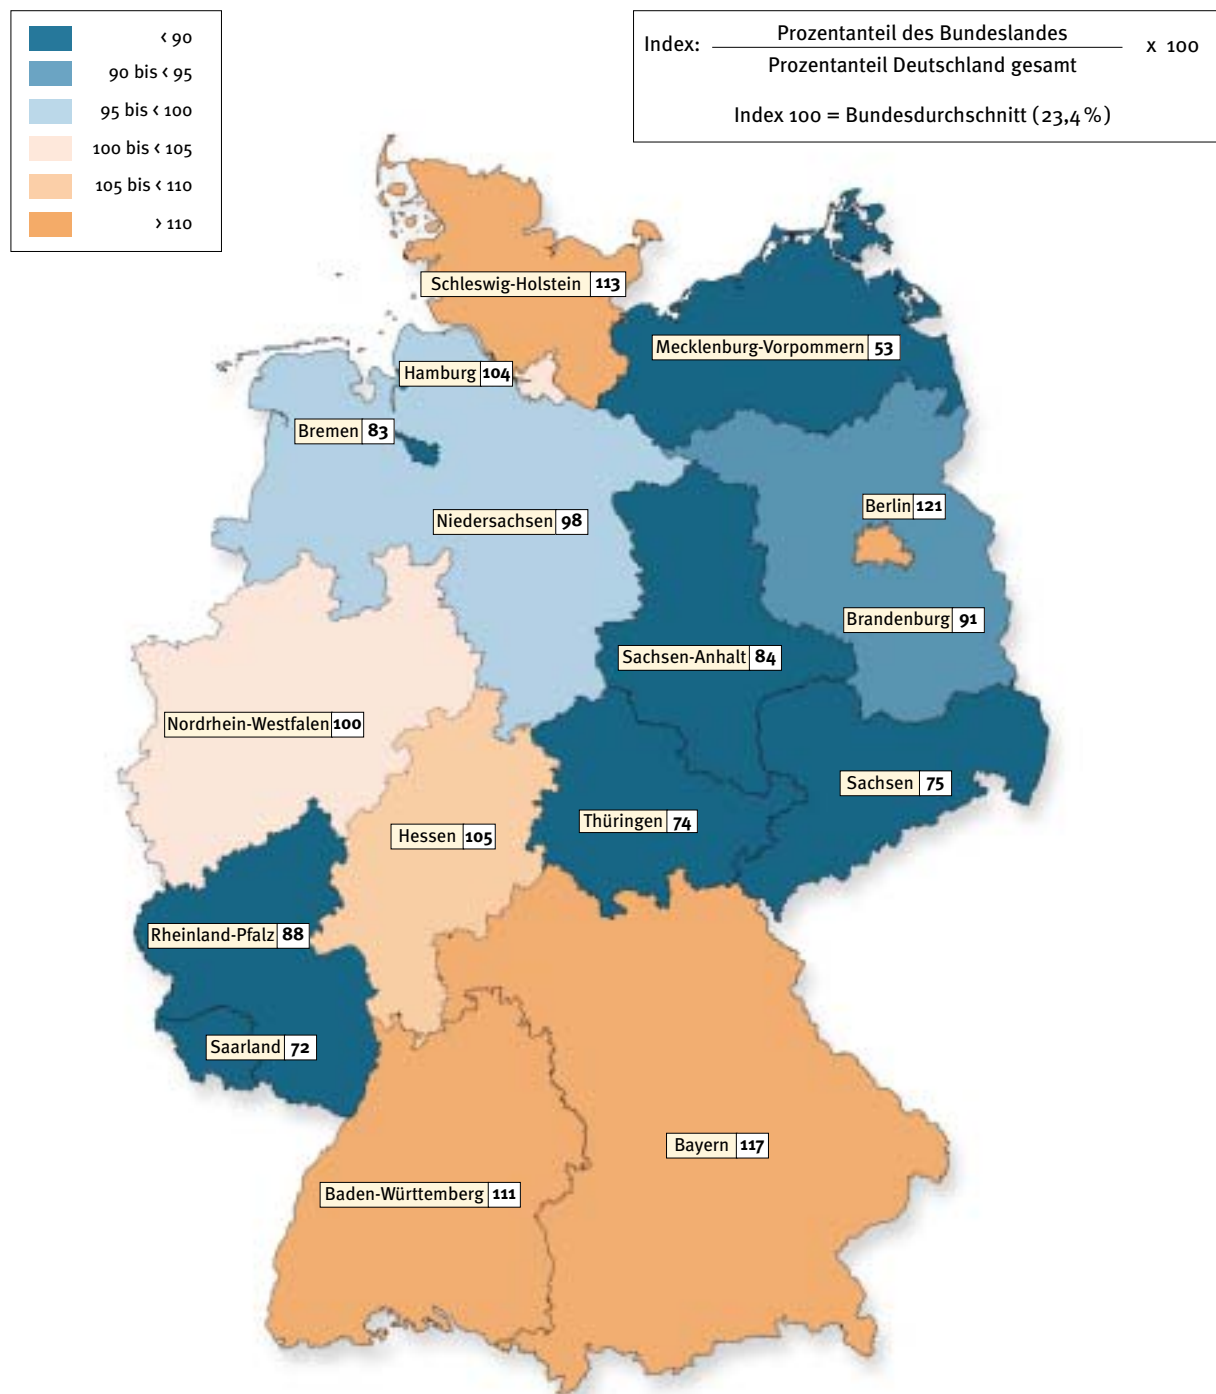 < 90
90 bis < 95
95 bis < 100
100 bis < 105
105 bis < 110
> 110
Prozentanteil des Bundeslandes
Index: x 100
Prozentanteil Deutschland gesamt
Index 100 = Bundesdurchschnitt (23,4 %)
Schleswig-Holstein 113
Mecklenburg-Vorpommern 53
Hamburg 104
Bremen 83
Berlin 121
Niedersachsen 98
Brandenburg 91
Sachsen-Anhalt 84
Nordrhein-Westfalen 100
Sachsen 75
Thüringen 74
Hessen 105
Rheinland-Pfalz 88
Saarland 72
Bayern 117
Baden-Württemberg 111